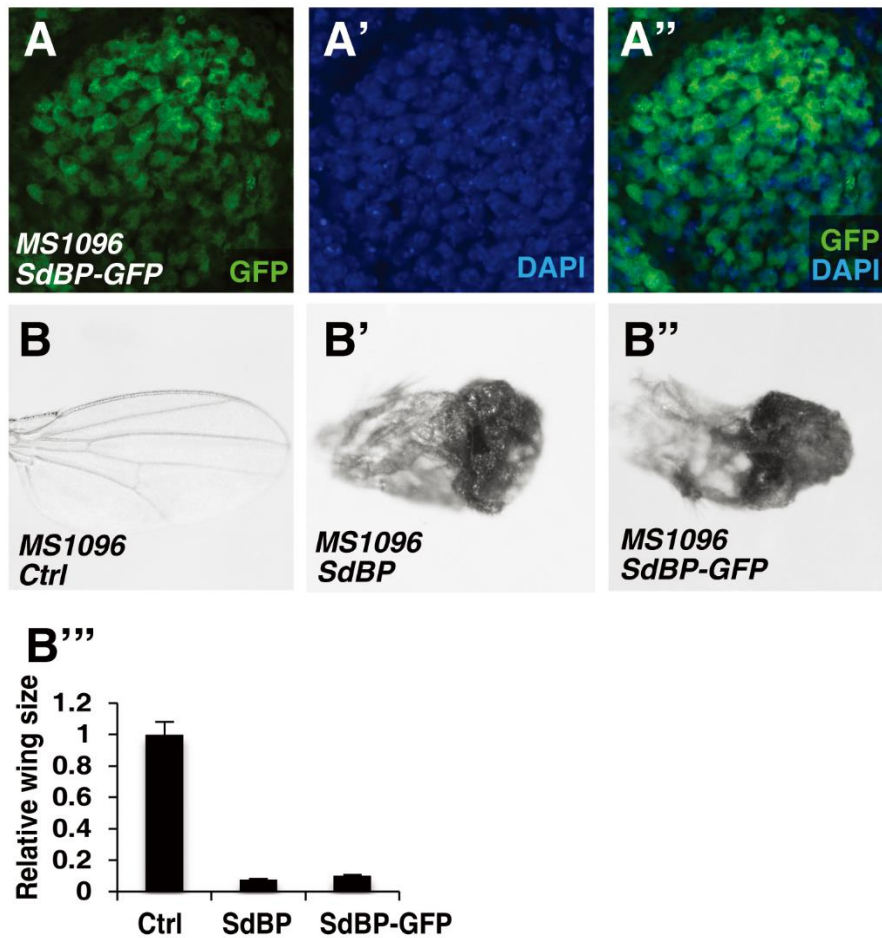 A
MS1096
SdBP-GFP
GFP
A'
DAPI
A"
GFP
DAPI
B
MS1096
Ctrl
B'
MS1096
SdBP
B"
MS1096
SdBP-GFP
B'"
Relative wing size
1.2
1
0.8
0.6
0.4
0.2
0
Ctrl SdBP SdBP-GFP